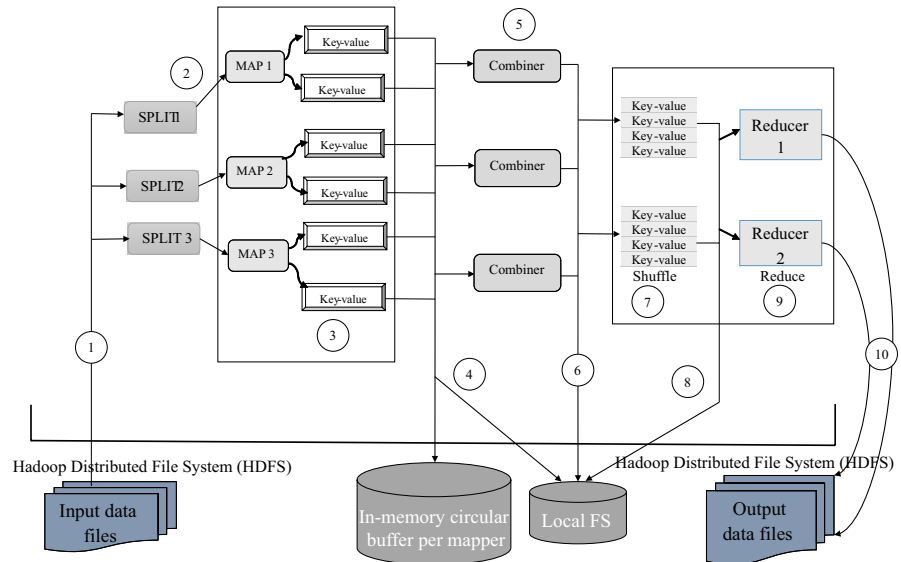 5
Key-value
2
MAP 1
Combiner
Key-value
SPLIT1
Key-value
Key-value
Key-value
Key-value
Reducer
1
Key-value
MAP 2
Combiner
SPLIT2
Key-value
Key-value
Key-value
Key-value
Key-value
Reducer
2
SPLIT 3
Key-value
MAP 3
Combiner
Shuffle
Reduce
Key-value
7
9
3
1
4
6
8
10
Hadoop Distributed File System (HDFS)
Hadoop Distributed File System (HDFS)
Input data
files
In-memory circular
buffer per mapper
Local FS
Output
data files